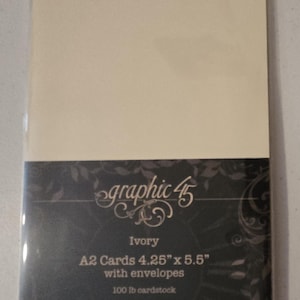 graphic 45
Ivory
A2 Cards 4.25" x 5.5"
with envelopes
100 lb cardstock